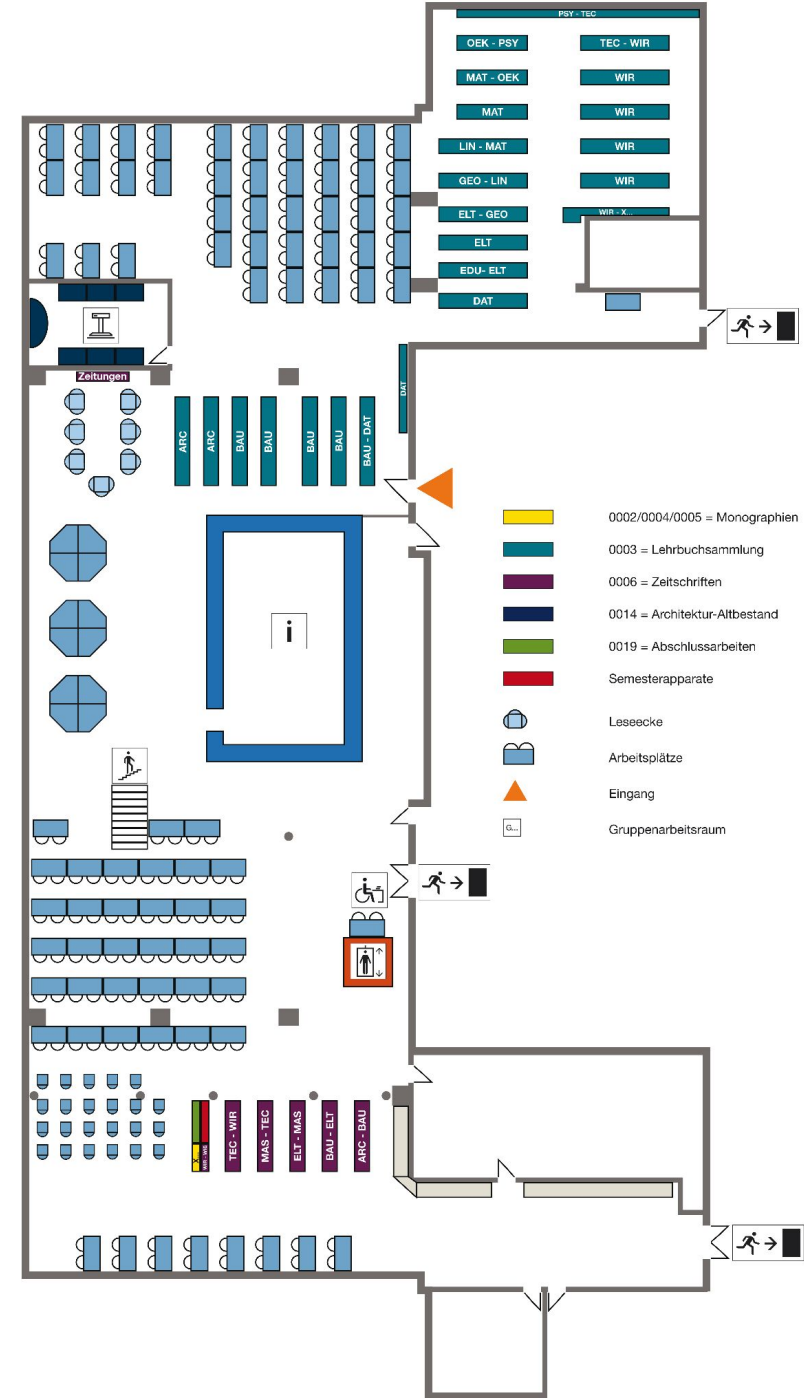 PSY - TEC
OEK - PSY
TEC - WIR
MAT - OEK
WIR
MAT
WIR
LIN - MAT
WIR
GEO - LIN
WIR
ELT - GEO
WIR - X...
ELT
EDU- ELT
DAT
Zeitungen
DAT
ARC
ARC
BAU
BAU
BAU
BAU
BAU - DAT
i
0002/0004/0005 = Monographien
0003 = Lehrbuchsammlung
0006 = Zeitschriften
0014 = Architektur-Altbestand
0019 = Abschlussarbeiten
Semesterapparate
Leseecke
Arbeitsplätze
Eingang
G...
Gruppenarbeitsraum
X...
WIR - WIS
TEC - WIR
MAS - TEC
ELT - MAS
BAU - ELT
ARC - BAU